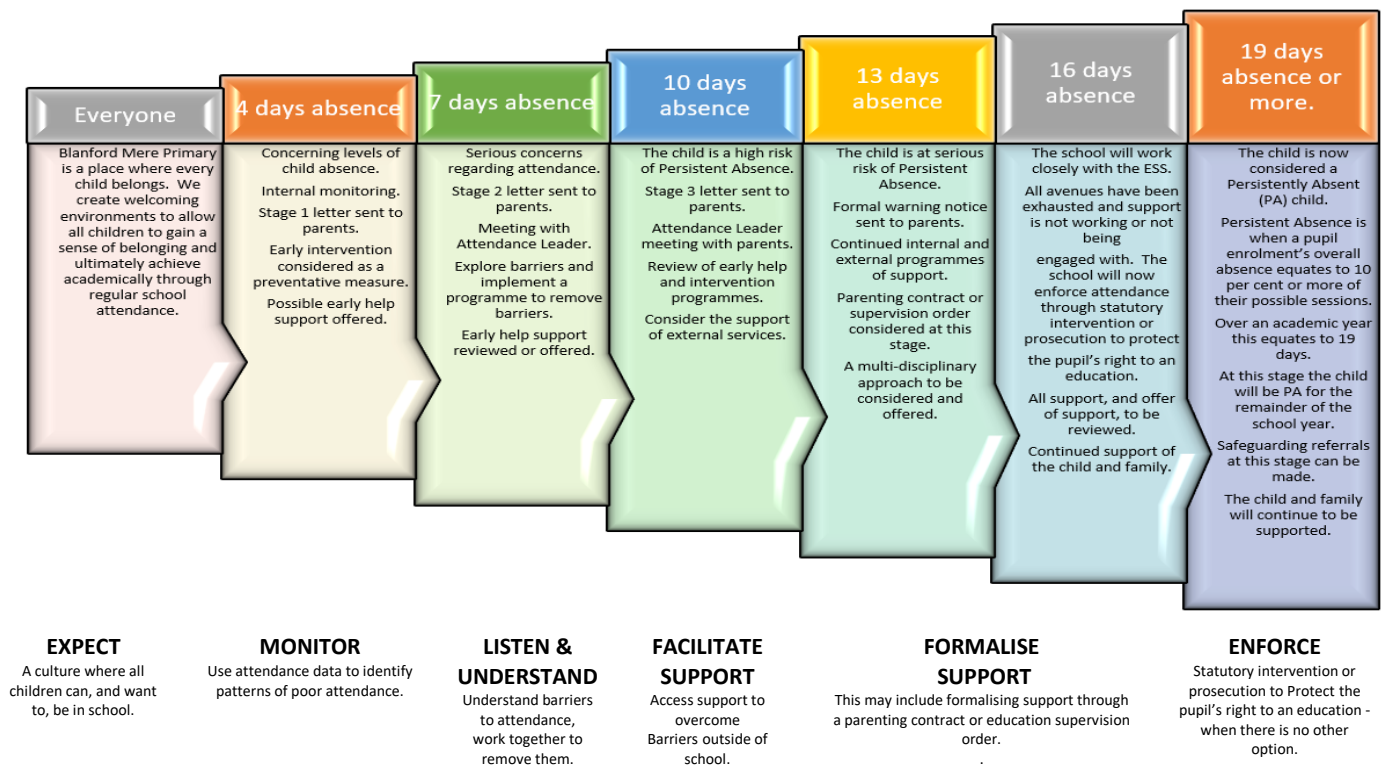 Everyone
Blanford Mere Primary
is a place where every
child belongs. We
create welcoming
environments to allow
all children to gain a
sense of belonging and
ultimately achieve
academically through
regular school
attendance.
4 days absence
Concerning levels of
child absence.
Internal monitoring.
Stage 1 letter sent to
parents.
Early intervention
considered as a
preventative measure.
Possible early help
support offered.
7 days absence
Serious concerns
regarding attendance.
Stage 2 letter sent to
parents.
Meeting with
Attendance Leader.
Explore barriers and
implement a
programme to remove
barriers.
Early help support
reviewed or offered.
10 days
absence
The child is a high risk
of Persistent Absence.
Stage 3 letter sent to
parents.
Attendance Leader
meeting with parents.
Review of early help
and intervention
programmes.
Consider the support
of external services.
13 days
absence
The child is at serious
risk of Persistent
Absence.
Formal warning notice
sent to parents.
Continued internal and
external programmes
of support.
Parenting contract or
supervision order
considered at this
stage.
A multi-disciplinary
approach to be
considered and
offered.
16 days
absence
The school will work
closely with the ESS.
All avenues have been
exhausted and support
is not working or not
being
engaged with. The
school will now
enforce attendance
through statutory
intervention or
prosecution to protect
the pupil's right to an
education.
All support, and offer
of support, to be
reviewed.
Continued support of
the child and family.
19 days
absence or
more.
The child is now
considered a
Persistently Absent
(PA) child.
Persistent Absence is
when a pupil
enrolment's overall
absence equates to 10
per cent or more of
their possible sessions.
Over an academic year
this equates to 19
days.
At this stage the child
will be PA for the
remainder of the
school year.
Safeguarding referrals
at this stage can be
made.
The child and family
will continue to be
supported.
EXPECT
A culture where all
children can, and want
to, be in school.
MONITOR
Use attendance data to identify
patterns of poor attendance.
LISTEN &
UNDERSTAND
Understand barriers
to attendance,
work together to
remove them.
FACILITATE
SUPPORT
Access support to
overcome
Barriers outside of
school.
FORMALISE
SUPPORT
This may include formalising support through
a parenting contract or education supervision
order.
.
ENFORCE
Statutory intervention or
prosecution to Protect the
pupil's right to an education -
when there is no other
option.